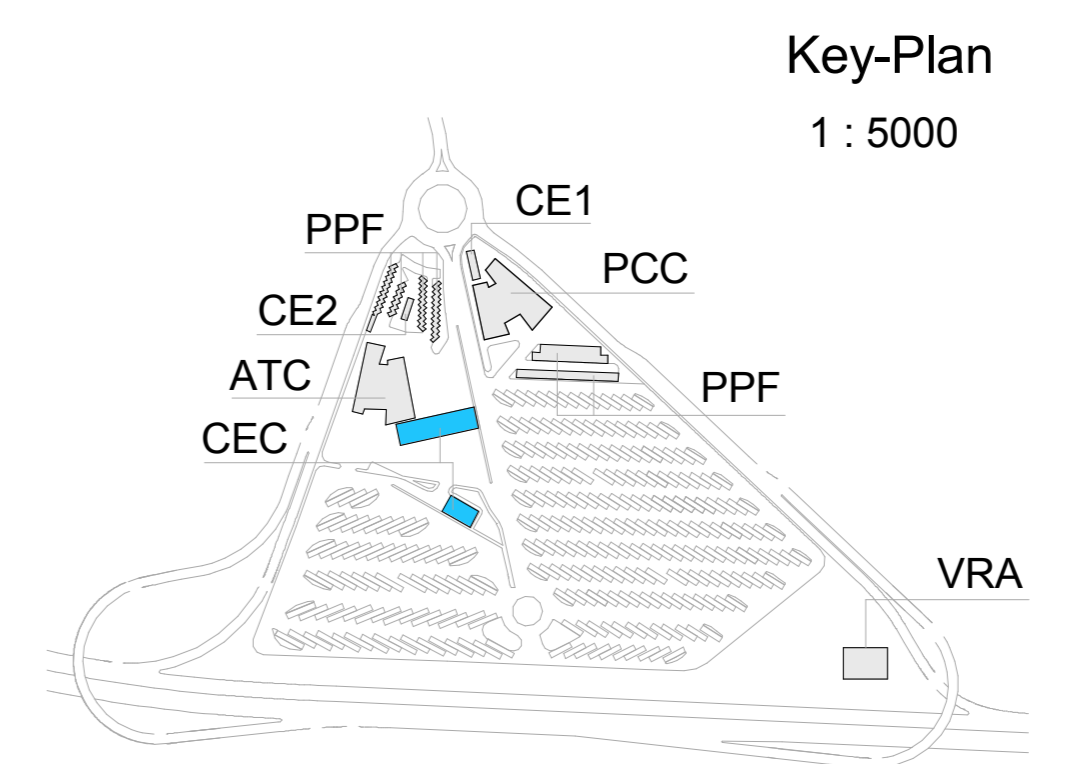 Key-Plan
1 : 5000
CE1
PPF
PCC
CE2
ATC
PPF
CEC
VRA